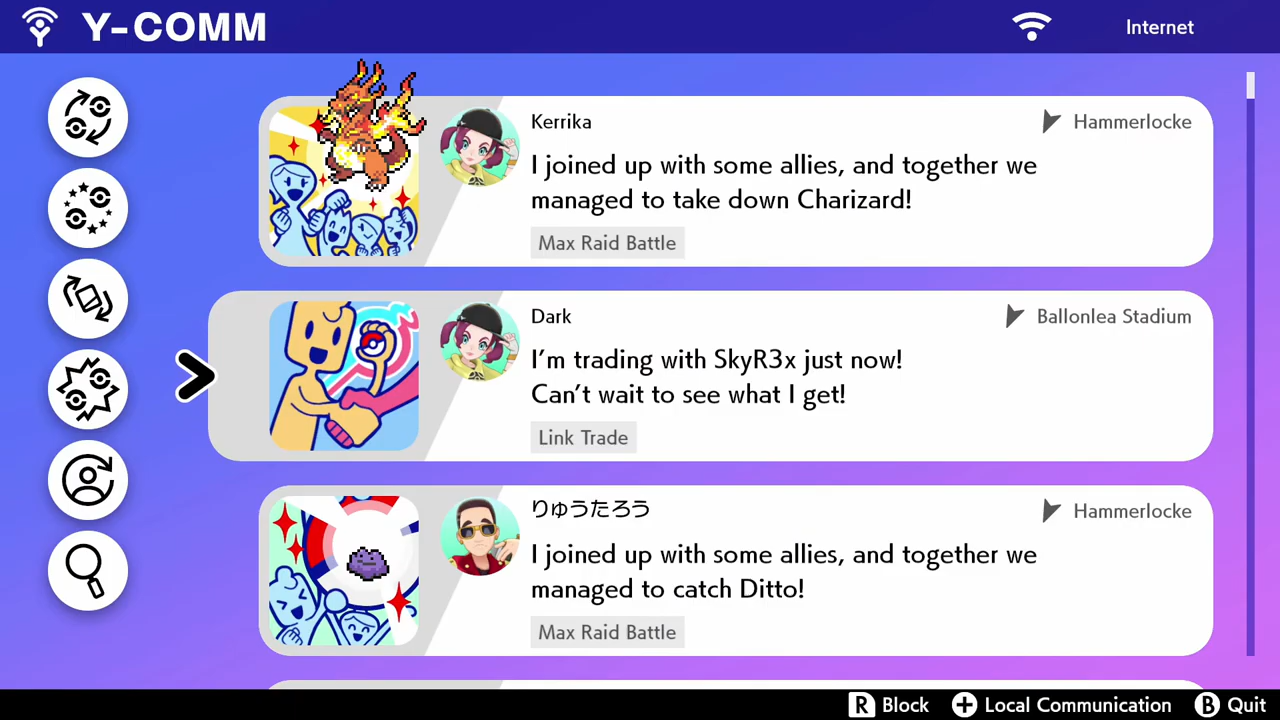 Y-COMM
Internet
Kerrika
Hammerlocke
I joined up with some allies, and together we
managed to take down Charizard!
Max Raid Battle
Dark
Ballonlea Stadium
I'm trading with SkyR3x just now!
Can't wait to see what I get!
Link Trade
りゅうたろう
Hammerlocke
I joined up with some allies, and together we
managed to catch Ditto!
Max Raid Battle
R Block + Local Communication B Quit